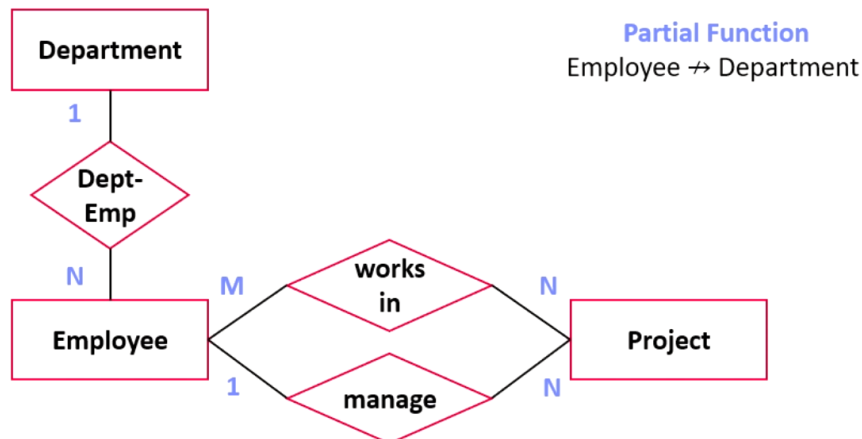 Department
Partial Function
Employee ↛ Department
1
Dept-
Emp
N
M
works
in
N
Employee
Project
1
manage
N